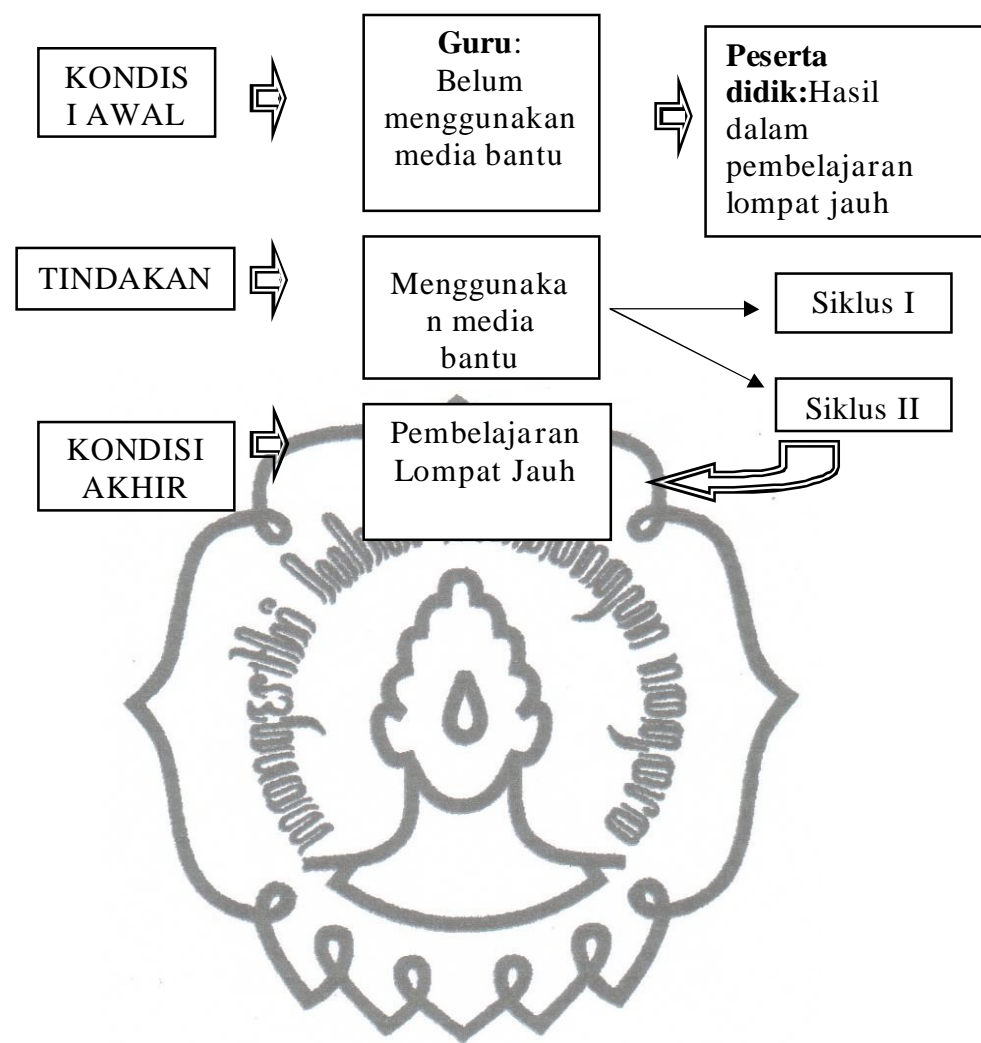 KONDIS
I AWAL
Guru:
Belum
menggunakan
media bantu
Peserta
didik:Hasil
dalam
pembelajaran
lompat jauh
TINDAKAN
Menggunaka
n media
bantu
Siklus I
Siklus II
KONDISI
AKHIR
Pembelajaran
Lompat Jauh